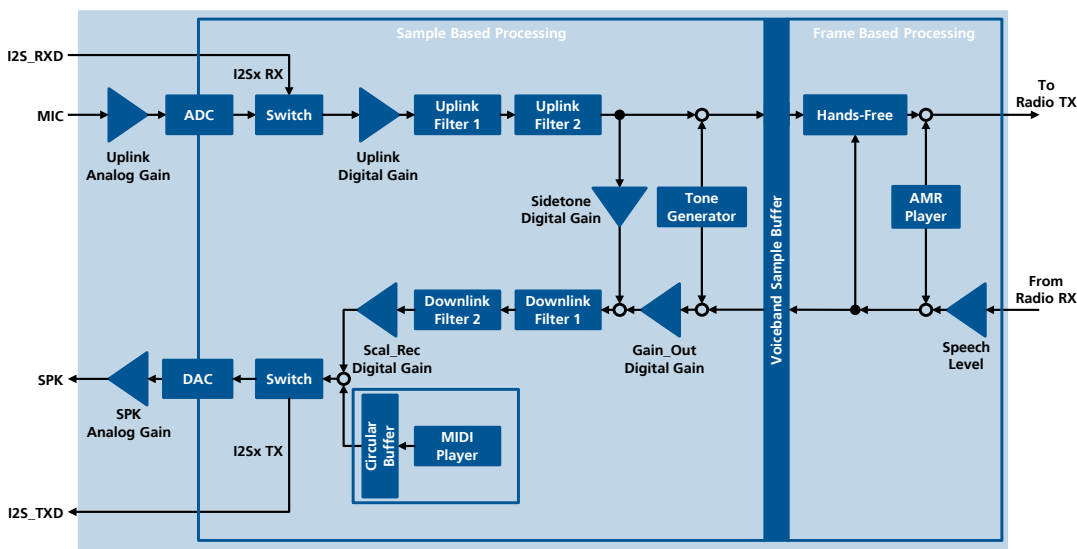 Sample Based Processing
Frame Based Processing
I2S_RXD
I2Sx RX
MIC
ADC
Switch
Uplink
Analog Gain
Uplink
Digital Gain
Uplink
Filter 1
Uplink
Filter 2
Hands-Free
To
Radio TX
Sidetone
Digital Gain
Tone
Generator
Voiceband Sample Buffer
AMR
Player
From
Radio RX
Downlink
Filter 2
Downlink
Filter 1
Scal_Rec
Digital Gain
Gain_Out
Digital Gain
Speech
Level
SPK
DAC
Switch
SPK
Analog Gain
I2Sx TX
Circular
Buffer
MIDI
Player
I2S_TXD